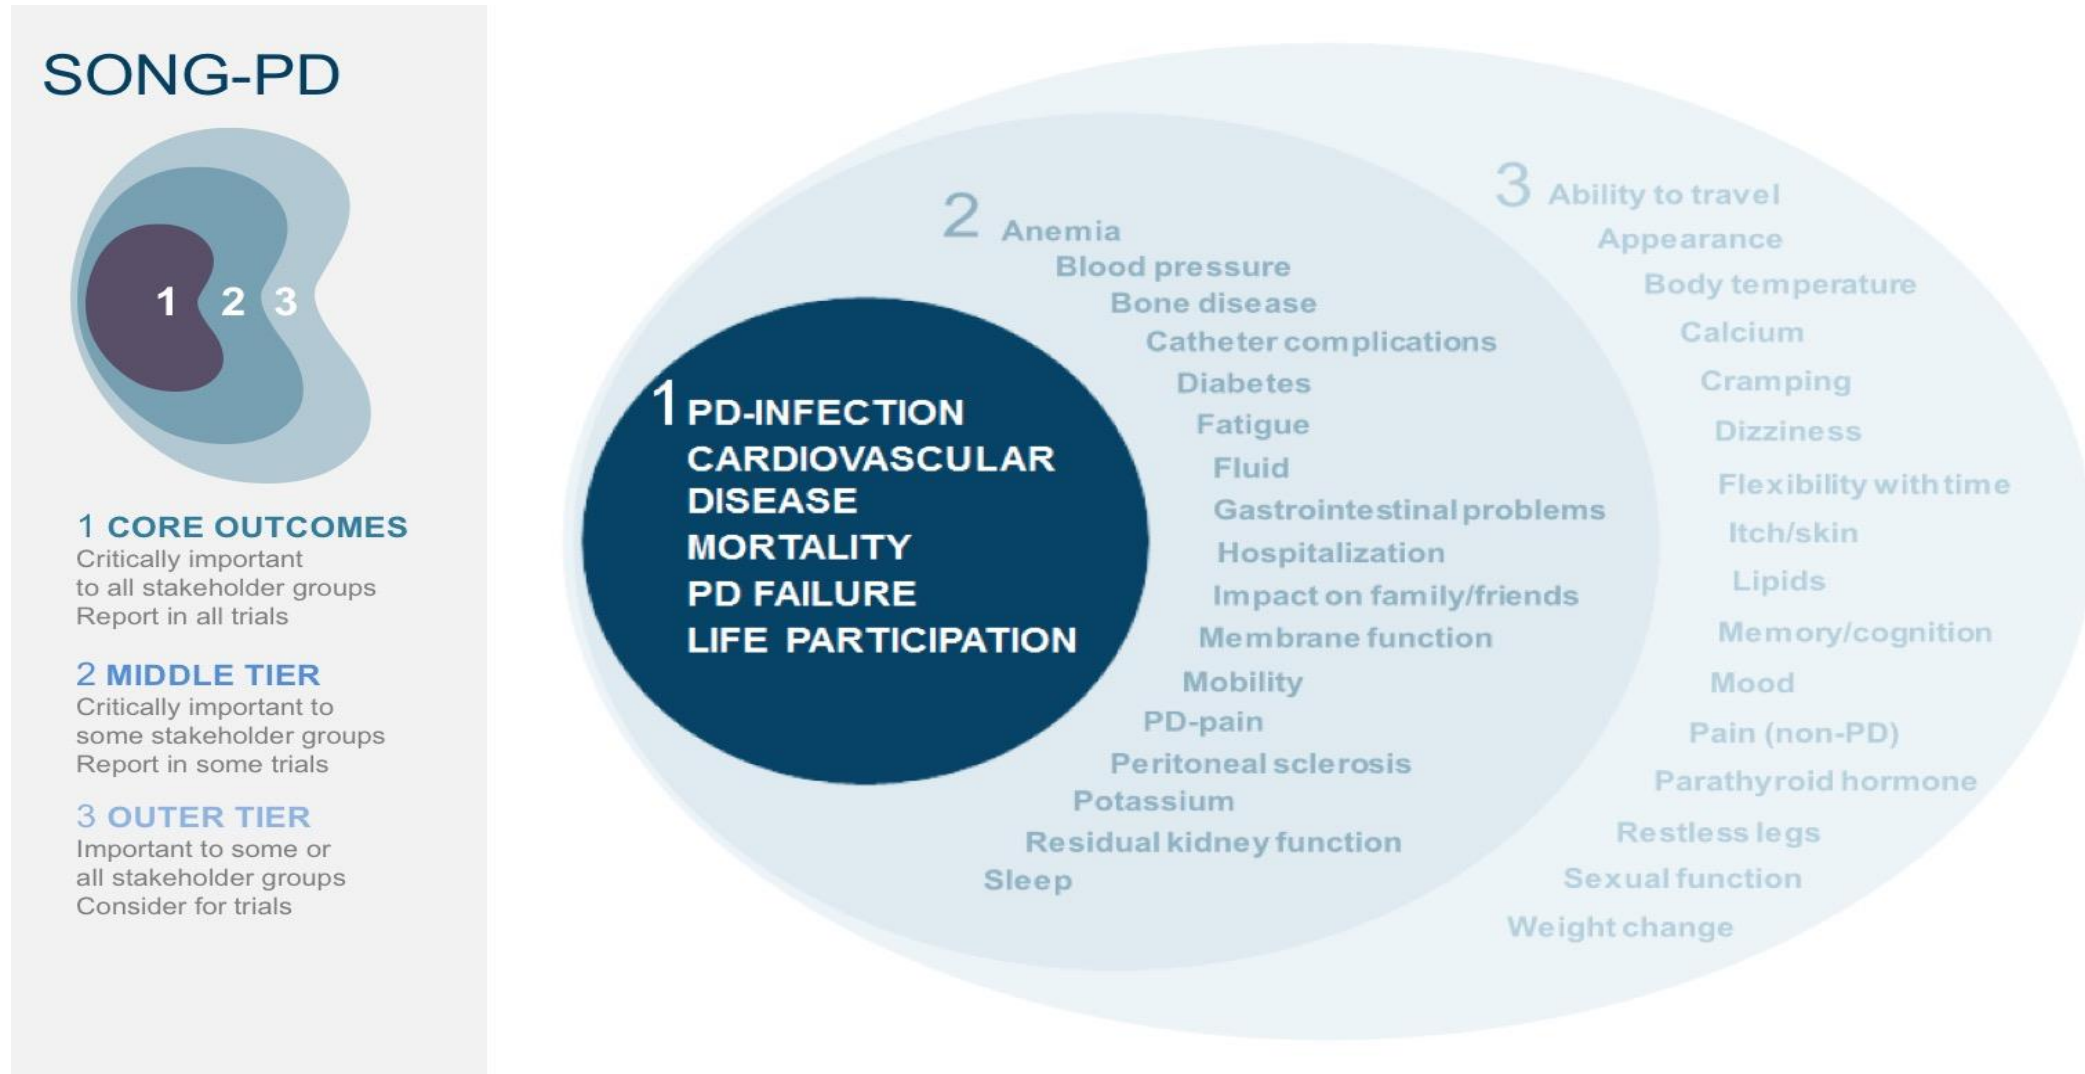 SONG-PD
1 2 3
1 CORE OUTCOMES
Critically important
to all stakeholder groups
Report in all trials
2 MIDDLE TIER
Critically important to
some stakeholder groups
Report in some trials
3 OUTER TIER
Important to some or
all stakeholder groups
Consider for trials
1 PD-INFECTION
CARDIOVASCULAR
DISEASE
MORTALITY
PD FAILURE
LIFE PARTICIPATION
2 Anemia
Blood pressure
Bone disease
Catheter complications
Diabetes
Fatigue
Fluid
Gastrointestinal problems
Hospitalization
Impact on family/friends
Membrane function
Mobility
PD-pain
Peritoneal sclerosis
Potassium
Residual kidney function
Sleep
3 Ability to travel
Appearance
Body temperature
Calcium
Cramping
Dizziness
Flexibility with time
Itch/skin
Lipids
Memory/cognition
Mood
Pain (non-PD)
Parathyroid hormone
Restless legs
Sexual function
Weight change